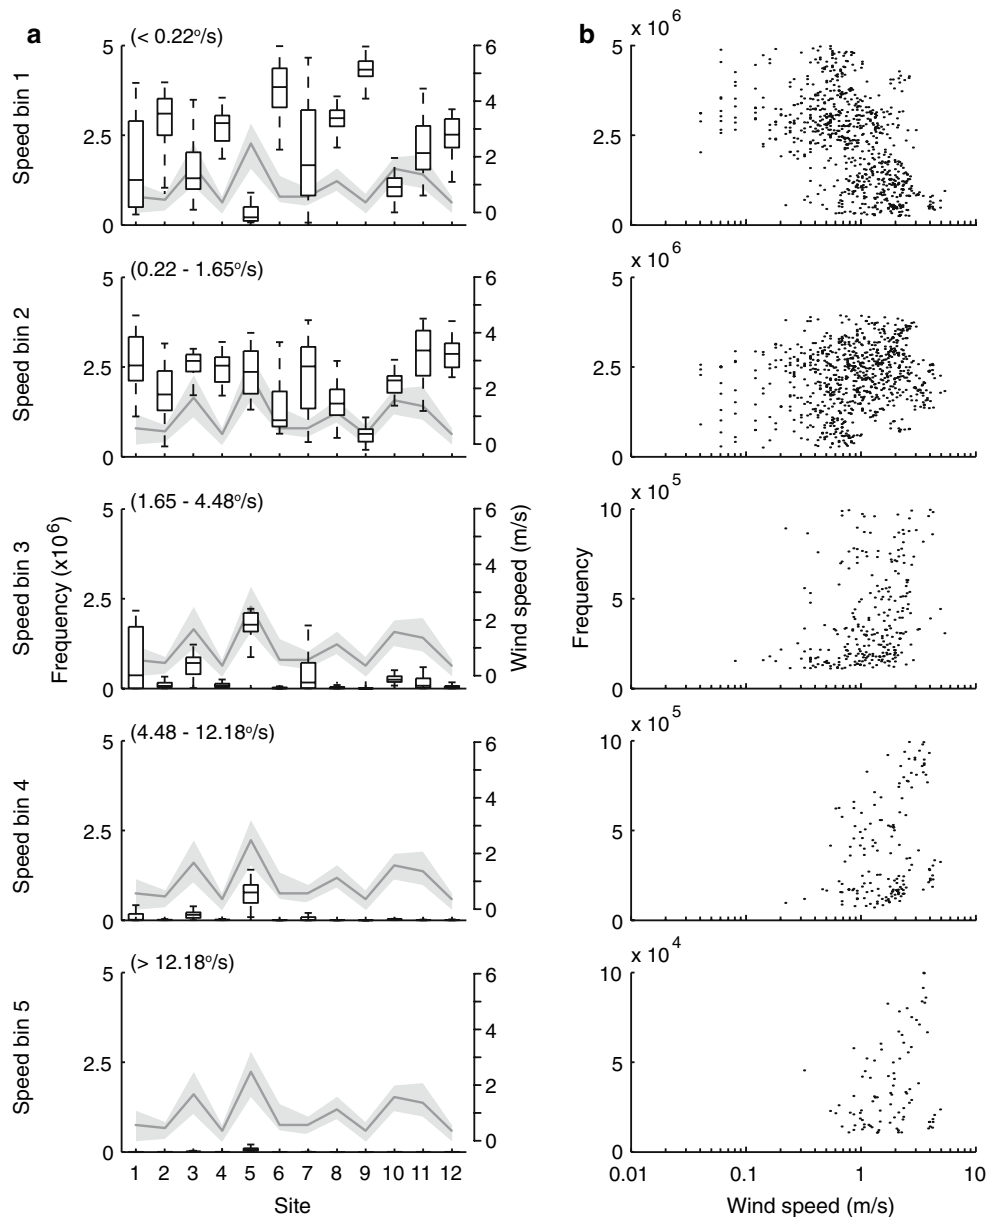 a
b
Speed bin 1
(< 0.22°/s)
5
2.5
0
6
4
2
0
x 10^6
5
2.5
0
Speed bin 2
(0.22 - 1.65°/s)
5
2.5
0
6
4
2
0
x 10^6
5
2.5
0
Speed bin 3
(1.65 - 4.48°/s)
Frequency (x10^6)
5
2.5
0
6
4
2
0
Wind speed (m/s)
x 10^5
Frequency
10
5
0
Speed bin 4
(4.48 - 12.18°/s)
5
2.5
0
6
4
2
0
x 10^5
10
5
0
Speed bin 5
(> 12.18°/s)
5
2.5
0
6
4
2
0
x 10^4
10
5
0
1 2 3 4 5 6 7 8 9 10 11 12
Site
0.01 0.1 1 10
Wind speed (m/s)